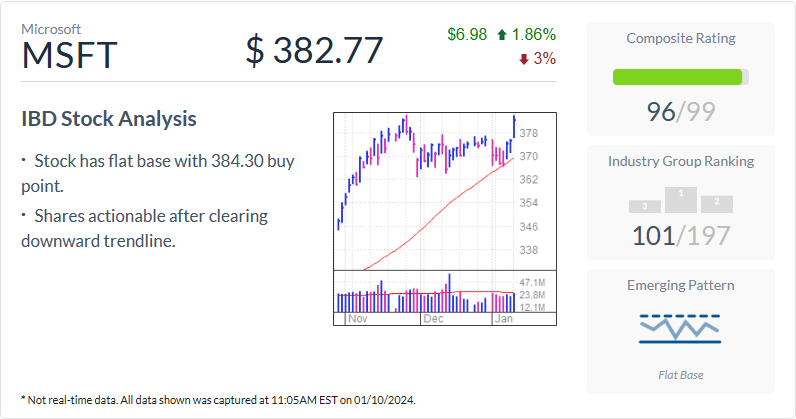 Microsoft
MSFT
$ 382.77
$6.98 1.86%
3%
IBD Stock Analysis
· Stock has flat base with 384.30 buy
point.
· Shares actionable after clearing
downward trendline.
378
370
362
354
346
338
47.1M
23.8M
12.1M
Nov Dec Jan
Composite Rating
96/99
Industry Group Ranking
3 1 2
101/197
Emerging Pattern
Flat Base
* Not real-time data. All data shown was captured at 11:05AM EST on 01/10/2024.